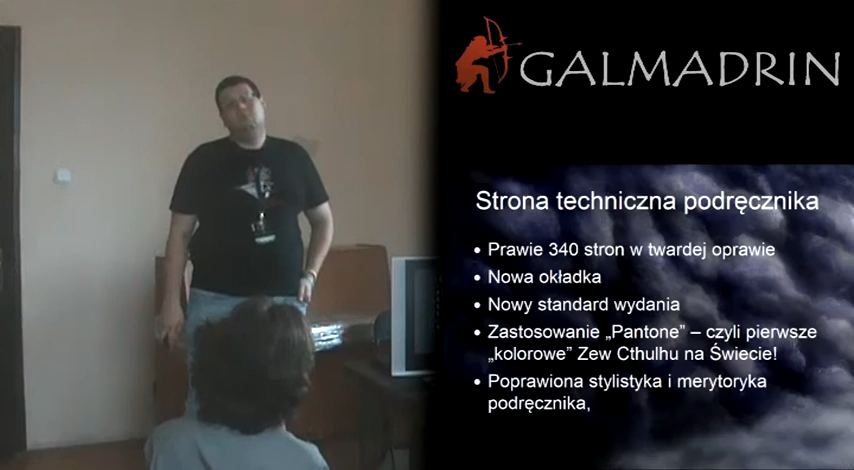 GALMADRIN
Strona techniczna podręcznika
• Prawie 340 stron w twardej oprawie
• Nowa okładka
• Nowy standard wydania
• Zastosowanie „Pantone” – czyli pierwsze
„kolorowe” Zew Cthulhu na Świecie!
• Poprawiona stylistyka i merytoryka
podręcznika,